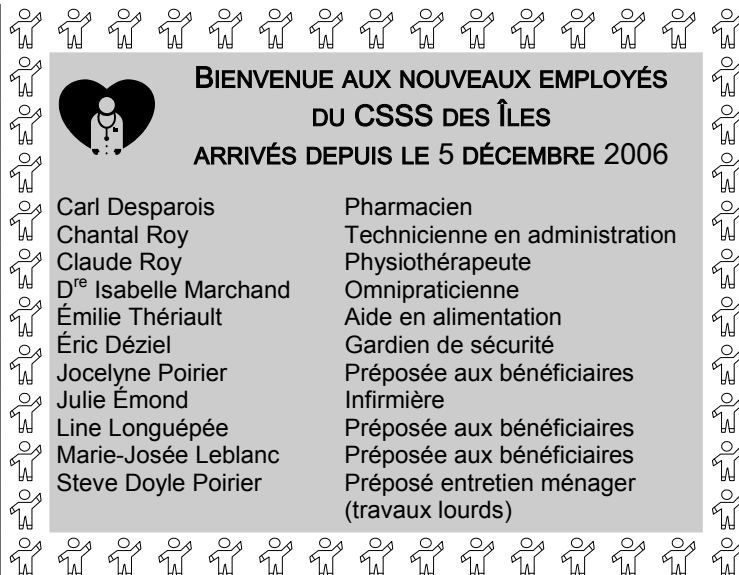 BIENVENUE AUX NOUVEAUX EMPLOYÉS
DU CSSS DES ÎLES
ARRIVÉS DEPUIS LE 5 DÉCEMBRE 2006
Carl Desparois Pharmacien
Chantal Roy Technicienne en administration
Claude Roy Physiothérapeute
Dre Isabelle Marchand Omnipraticienne
Émilie Thériault Aide en alimentation
Éric Déziel Gardien de sécurité
Jocelyne Poirier Préposée aux bénéficiaires
Julie Émond Infirmière
Line Longuépée Préposée aux bénéficiaires
Marie-Josée Leblanc Préposée aux bénéficiaires
Steve Doyle Poirier Préposé entretien ménager
(travaux lourds)